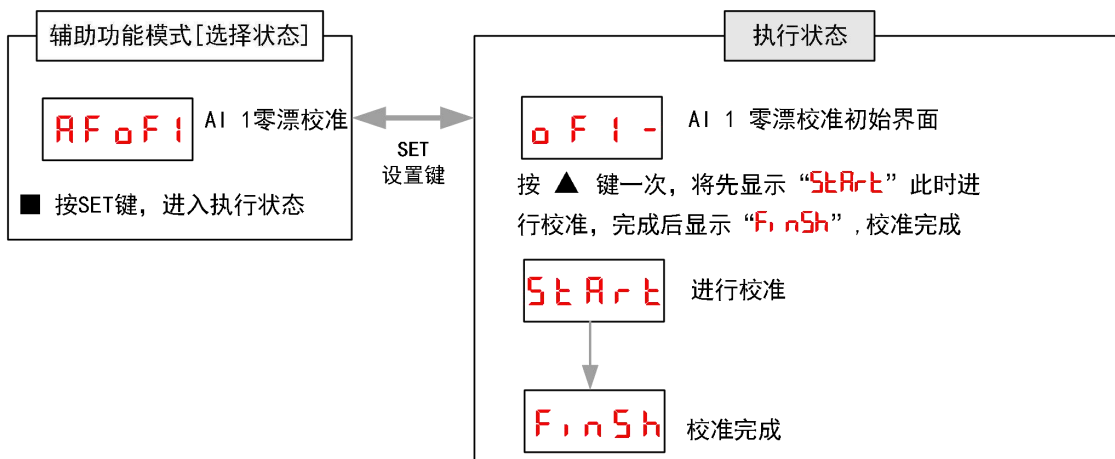 辅助功能模式[选择状态]
AFoF1
AI 1零漂校准
■ 按SET键，进入执行状态
SET
设置键
执行状态
oF1-
AI 1 零漂校准初始界面
按 ▲ 键一次，将先显示 “StArt” 此时进
行校准，完成后显示 “FinSh”,校准完成
StArt
进行校准
FinSh
校准完成